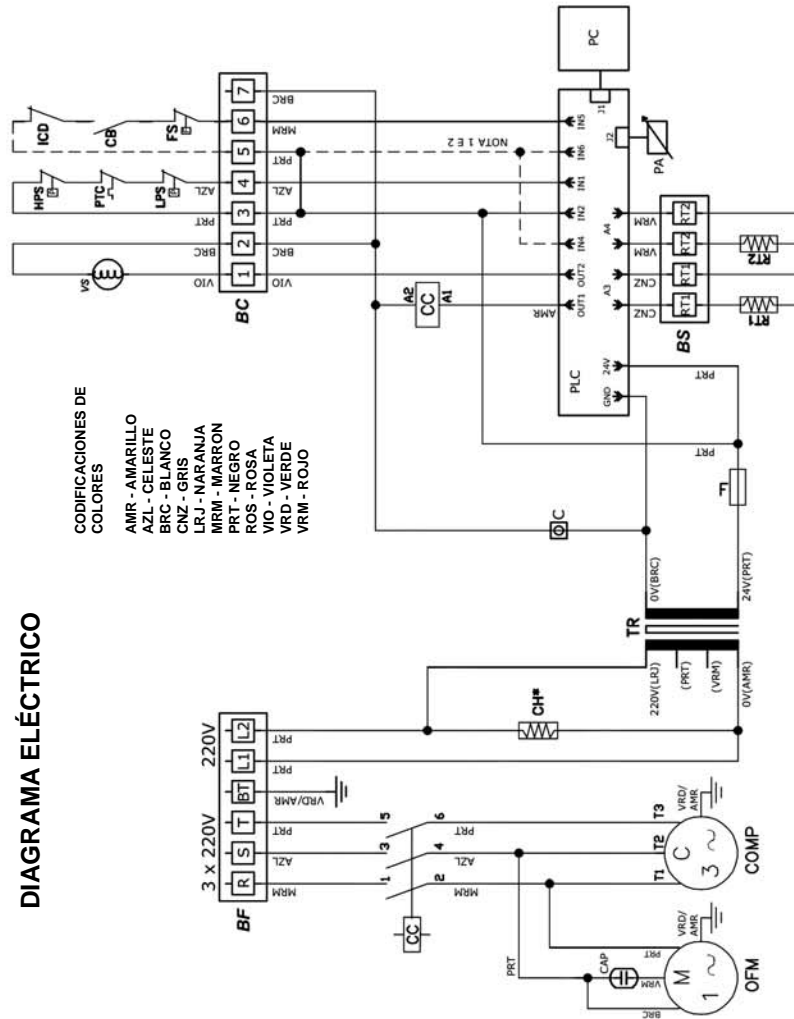 DIAGRAMA ELÉCTRICO
CODIFICACIONES DE
COLORES
AMR - AMARILLO
AZL - CELESTE
BRC - BLANCO
CNZ - GRIS
LRJ - NARANJA
MRM - MARRON
PRT - NEGRO
ROS - ROSA
VIO - VIOLETA
VRD - VERDE
VRM - ROJO
3 x 220V
220V
BF
R
S
T
BT
L1
L2
MRM
AZL
PRT
VRD/AMR
PRT
PRT
1
3
5
CC
2
4
6
MRM
AZL
PRT
PRT
T1
T2
T3
C
3 ~
VRD/
AMR
COMP
CAP
BRC
VRM
PRT
M
1 ~
VRD/
AMR
OFM
CH*
220V(LRJ)
(PRT)
(VRM)
0V(AMR)
TR
0V(BRC)
24V(PRT)
C
F
PRT
PRT
VS
HPS
PTC
LPS
ICD
CB
FS
VIO
BRC
PRT
AZL
BC
1
2
3
4
5
6
7
VIO
BRC
PRT
AZL
PRT
MRM
BRC
A2
CC
A1
AMR
NOTA 1 E 2
PLC
GND
24V
OUT1
OUT2
IN4
IN2
IN1
IN6
IN5
A3
A4
J2
J1
PC
PA
CNZ
CNZ
VRM
VRM
BS
RT1
RT1
RT2
RT2
RT1
RT2